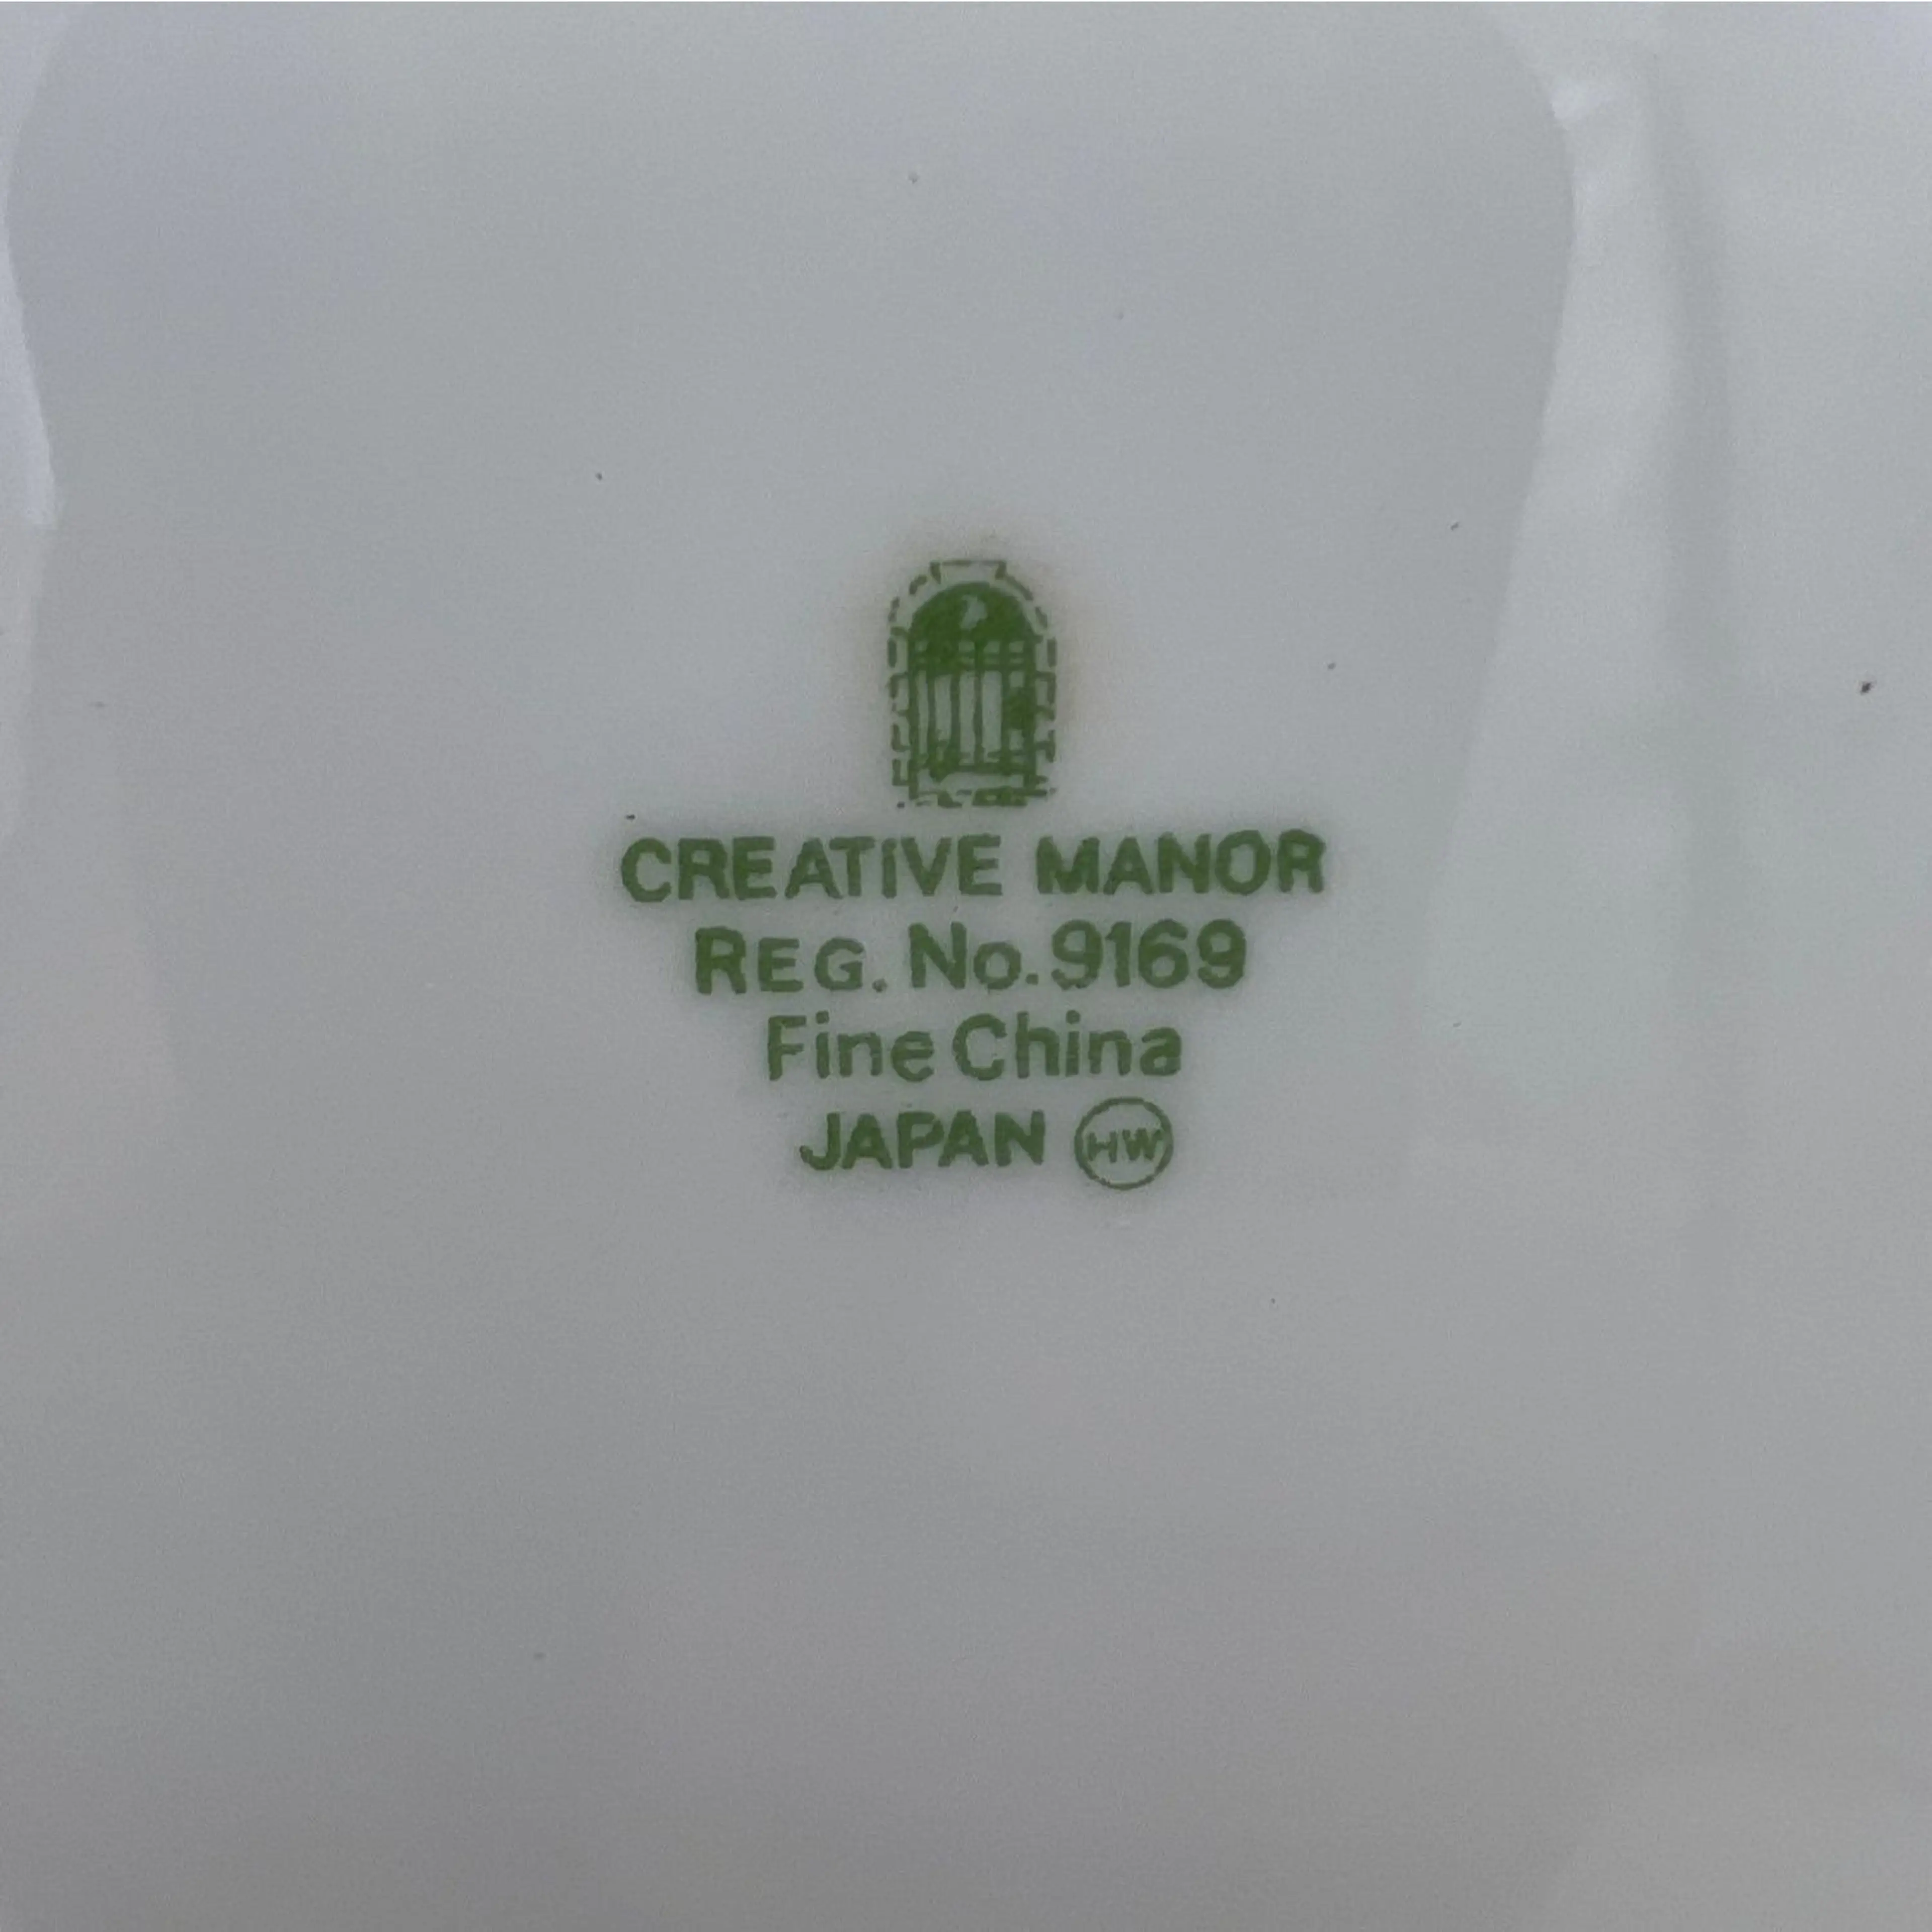 CREATIVE MANOR
REG. No. 9169
Fine China
JAPAN HW